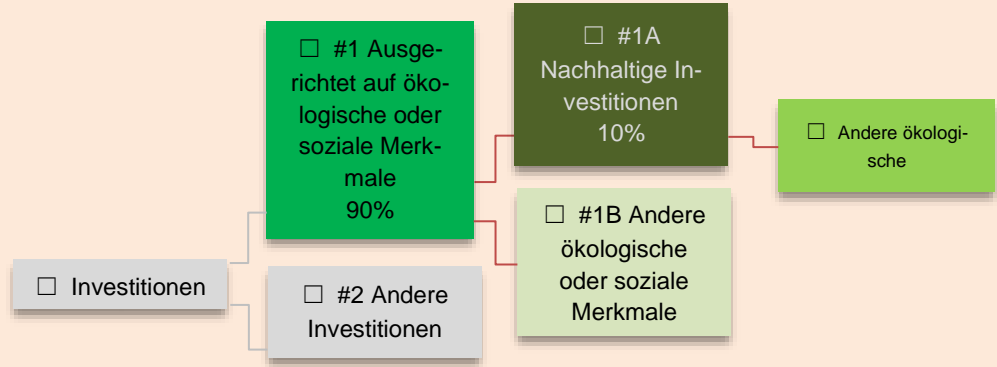 ☐ #1 Ausge-
richtet auf öko-
logische oder
soziale Merk-
male
90%
☐ #1A
Nachhaltige In-
vestitionen
10%
☐ Andere ökologi-
sche
☐ #1B Andere
ökologische
oder soziale
Merkmale
☐ Investitionen
☐ #2 Andere
Investitionen